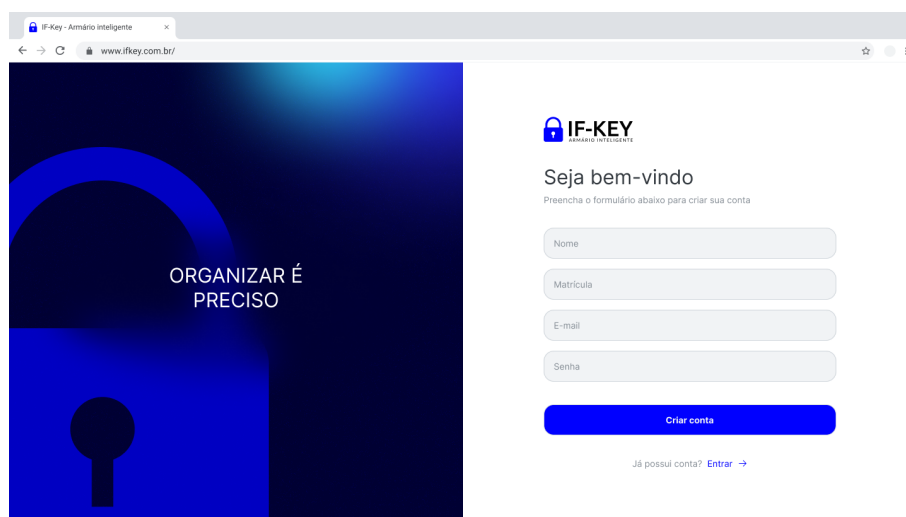 IF-Key - Armário inteligente
www.ifkey.com.br/
ORGANIZAR É
PRECISO
IF-KEY
ARMÁRIO INTELIGENTE
Seja bem-vindo
Preencha o formulário abaixo para criar sua conta
Nome
Matrícula
E-mail
Senha
Criar conta
Já possui conta? Entrar →